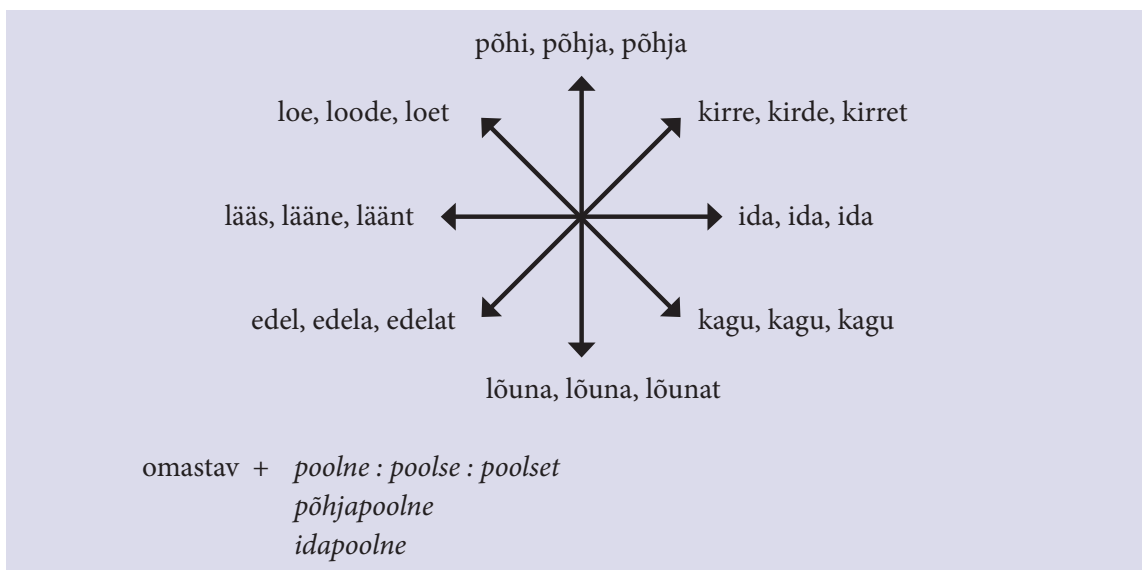 põhi, põhja, põhja
loe, loode, loet
kirre, kirde, kirret
lääs, lääne, läänt
ida, ida, ida
edel, edela, edelat
kagu, kagu, kagu
lõuna, lõuna, lõunat
omastav + poolne : poolse : poolset
põhjapoolne
idapoolne